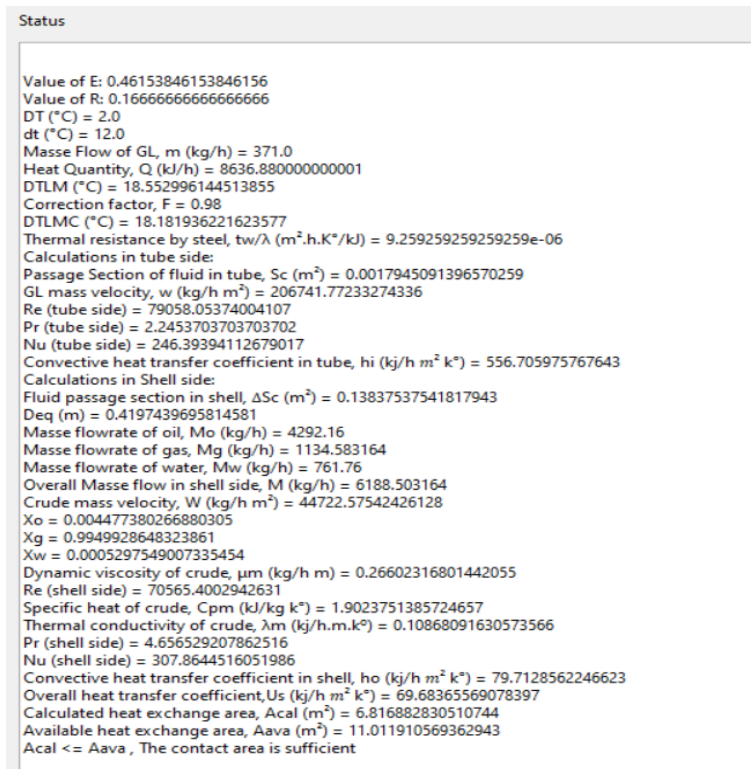 Status
Value of E: 0.46153846153846156
Value of R: 0.16666666666666666
DT (°C) = 2.0
dt (°C) = 12.0
Masse Flow of GL, m (kg/h) = 371.0
Heat Quantity, Q (kJ/h) = 8636.880000000001
DTLM (°C) = 18.552996144513855
Correction factor, F = 0.98
DTLMC (°C) = 18.181936221623577
Thermal resistance by steel, tw/λ (m².h.K°/kJ) = 9.259259259259259e-06
Calculations in tube side:
Passage Section of fluid in tube, Sc (m²) = 0.0017945091396570259
GL mass velocity, w (kg/h m²) = 206741.77233274336
Re (tube side) = 79058.05374004107
Pr (tube side) = 2.2453703703703702
Nu (tube side) = 246.39394112679017
Convective heat transfer coefficient in tube, hi (kj/h m² k°) = 556.705975767643
Calculations in Shell side:
Fluid passage section in shell, ΔSc (m²) = 0.13837537541817943
Deq (m) = 0.4197439695814581
Masse flowrate of oil, Mo (kg/h) = 4292.16
Masse flowrate of gas, Mg (kg/h) = 1134.583164
Masse flowrate of water, Mw (kg/h) = 761.76
Overall Masse flow in shell side, M (kg/h) = 6188.503164
Crude mass velocity, W (kg/h m²) = 44722.57542426128
Xo = 0.004477380266880305
Xg = 0.9949928648323861
Xw = 0.0005297549007335454
Dynamic viscosity of crude, μm (kg/h m) = 0.26602316801442055
Re (shell side) = 70565.4002942631
Specific heat of crude, Cpm (kJ/kg k°) = 1.9023751385724657
Thermal conductivity of crude, λm (kj/h.m.k°) = 0.10868091630573566
Pr (shell side) = 4.656529207862516
Nu (shell side) = 307.8644516051986
Convective heat transfer coefficient in shell, ho (kj/h m² k°) = 79.7128562246623
Overall heat transfer coefficient,Us (kj/h m² k°) = 69.68365569078397
Calculated heat exchange area, Acal (m²) = 6.816882830510744
Available heat exchange area, Aava (m²) = 11.011910569362943
Acal <= Aava , The contact area is sufficient